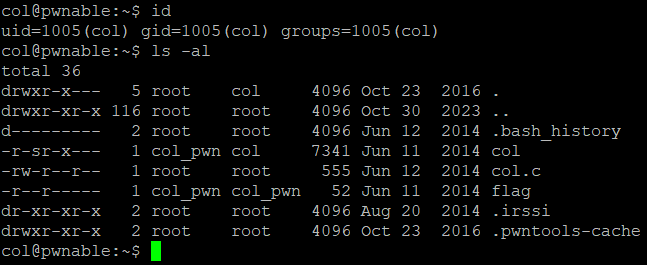 col@pwnable:~$ id
uid=1005(col) gid=1005(col) groups=1005(col)
col@pwnable:~$ ls -al
total 36
drwxr-x---   5 root    col     4096 Oct 23  2016 .
drwxr-xr-x 116 root    root    4096 Oct 30  2023 ..
d---------   2 root    root    4096 Jun 12  2014 .bash_history
-r-sr-x---   1 col_pwn col     7341 Jun 11  2014 col
-rw-r--r--   1 root    root     555 Jun 12  2014 col.c
-r--r-----   1 col_pwn col_pwn   52 Jun 11  2014 flag
dr-xr-xr-x   2 root    root    4096 Aug 20  2014 .irssi
drwxr-xr-x   2 root    root    4096 Oct 23  2016 .pwntools-cache
col@pwnable:~$